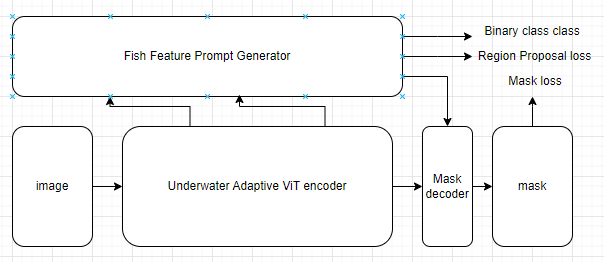 Binary class class
Fish Feature Prompt Generator
Region Proposal loss
Mask loss
image
Underwater Adaptive ViT encoder
Mask
decoder
mask